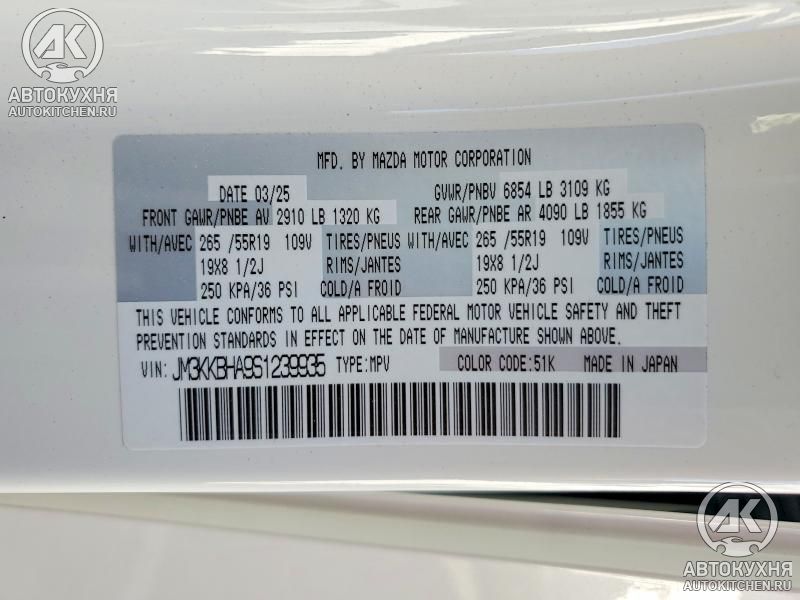 AK
АВТОКУХНЯ
AUTOKITCHEN.RU
MFD. BY MAZDA MOTOR CORPORATION
DATE 03/25 GVWR/PNBV 6854 LB 3109 KG
FRONT GAWR/PNBE AV 2910 LB 1320 KG REAR GAWR/PNBE AR 4090 LB 1855 KG
WITH/AVEC 265 /55R19 109V TIRES/PNEUS WITH/AVEC 265 /55R19 109V TIRES/PNEUS
19X8 1/2J RIMS/JANTES 19X8 1/2J RIMS/JANTES
250 KPA/36 PSI COLD/A FROID 250 KPA/36 PSI COLD/A FROID
THIS VEHICLE CONFORMS TO ALL APPLICABLE FEDERAL MOTOR VEHICLE SAFETY AND THEFT
PREVENTION STANDARDS IN EFFECT ON THE DATE OF MANUFACTURE SHOWN ABOVE.
VIN: JM3KKBHA9S1239935 TYPE:MPV COLOR CODE:51K MADE IN JAPAN
AK
АВТОКУХНЯ
AUTOKITCHEN.RU